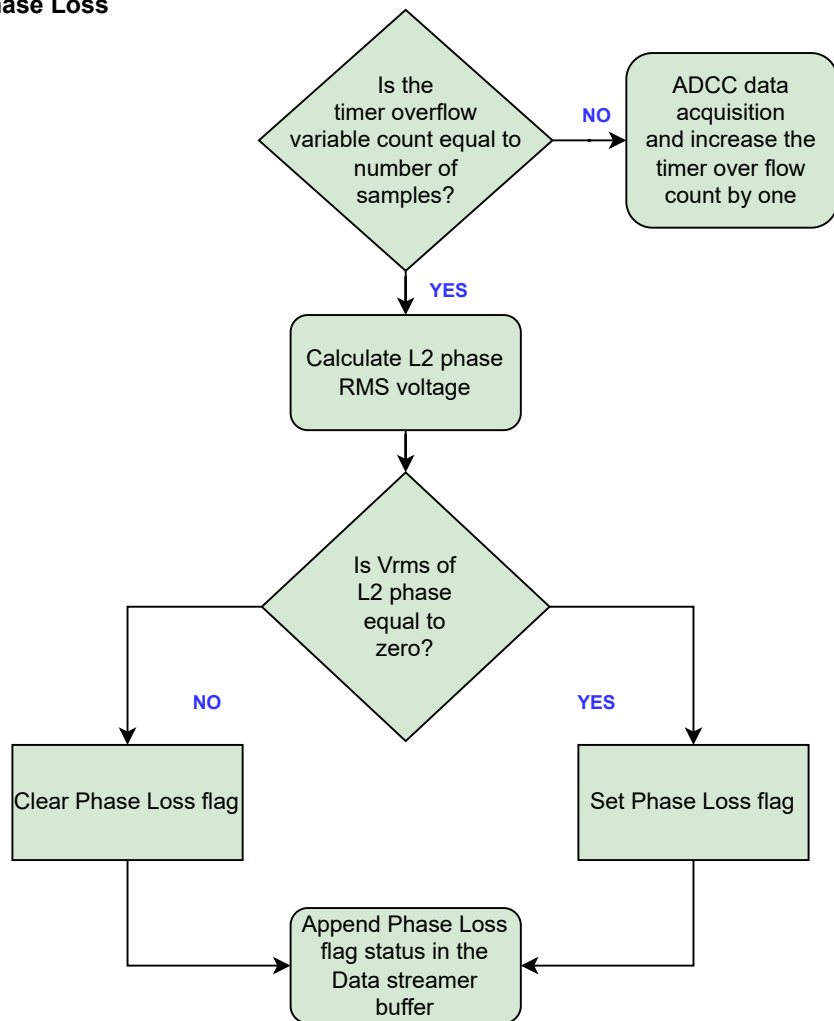 hase Loss
Is the
timer overflow
variable count equal to
number of
samples?
NO
ADCC data
acquisition
and increase the
timer over flow
count by one
YES
Calculate L2 phase
RMS voltage
Is Vrms of
L2 phase
equal to
zero?
NO
YES
Clear Phase Loss flag
Set Phase Loss flag
Append Phase Loss
flag status in the
Data streamer
buffer